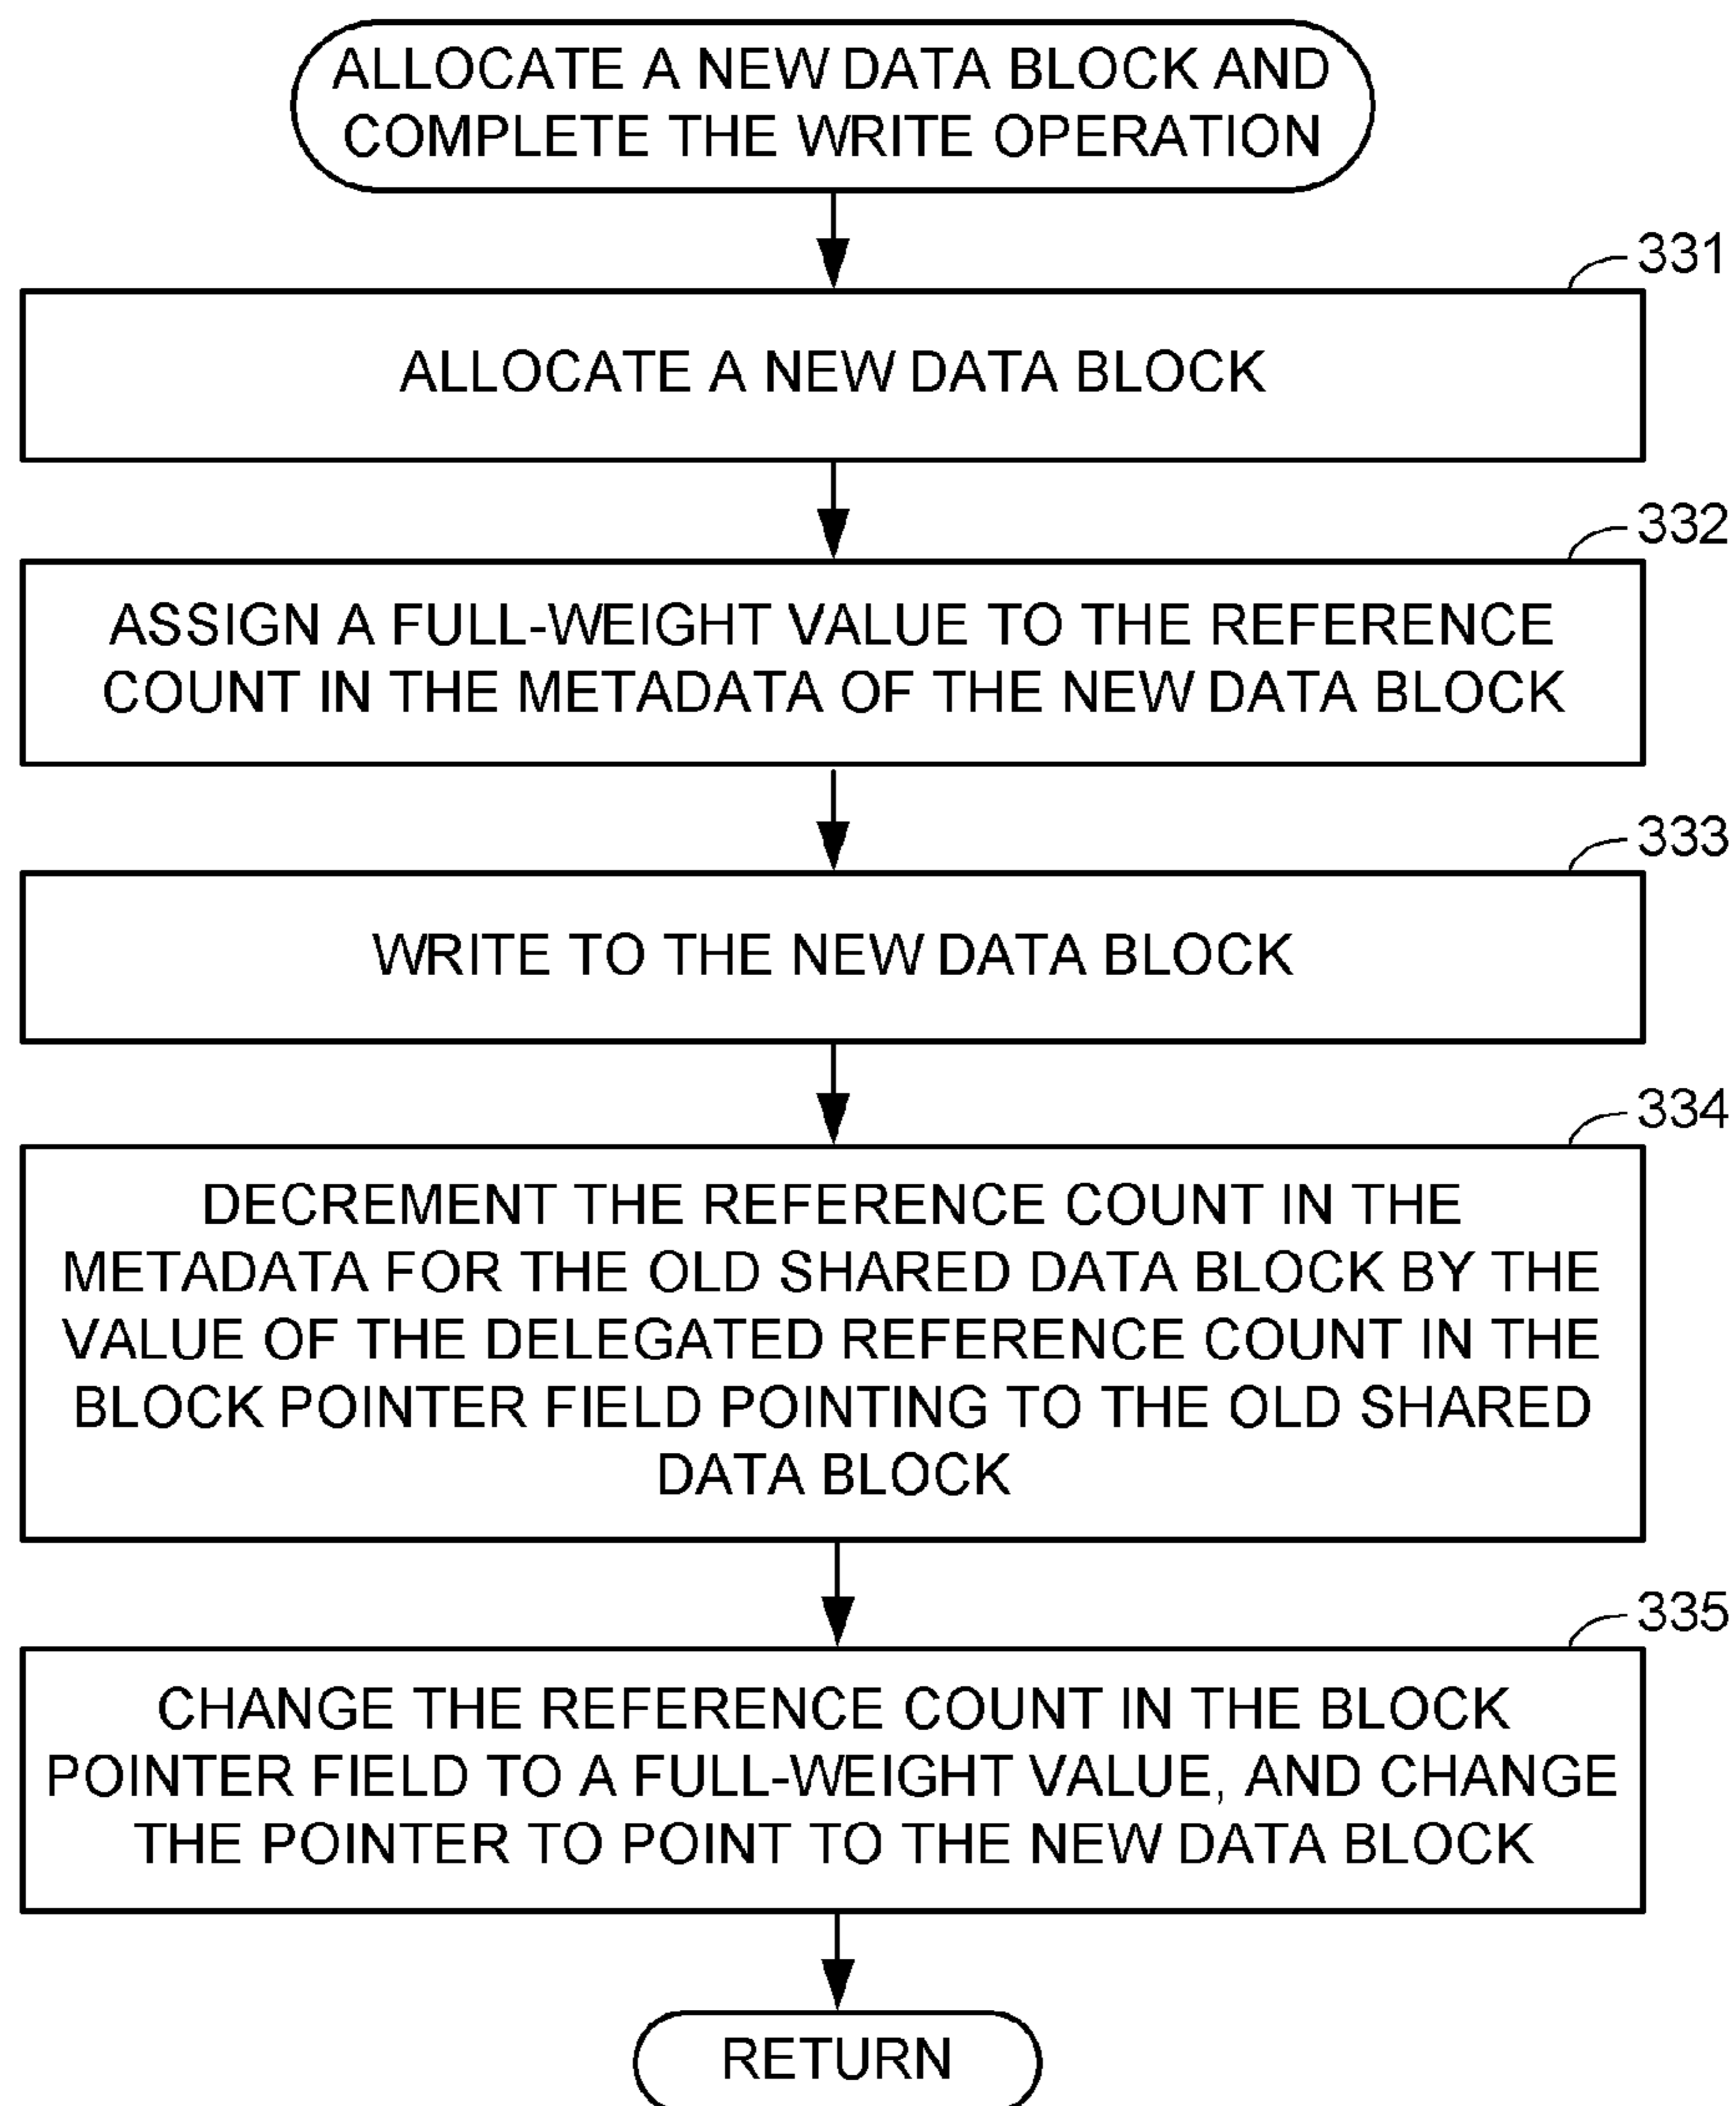 ALLOCATE A NEW DATA BLOCK AND
COMPLETE THE WRITE OPERATION
331
ALLOCATE A NEW DATA BLOCK
332
ASSIGN A FULL-WEIGHT VALUE TO THE REFERENCE
COUNT IN THE METADATA OF THE NEW DATA BLOCK
333
WRITE TO THE NEW DATA BLOCK
334
DECREMENT THE REFERENCE COUNT IN THE
METADATA FOR THE OLD SHARED DATA BLOCK BY THE
VALUE OF THE DELEGATED REFERENCE COUNT IN THE
BLOCK POINTER FIELD POINTING TO THE OLD SHARED
DATA BLOCK
335
CHANGE THE REFERENCE COUNT IN THE BLOCK
POINTER FIELD TO A FULL-WEIGHT VALUE, AND CHANGE
THE POINTER TO POINT TO THE NEW DATA BLOCK
RETURN